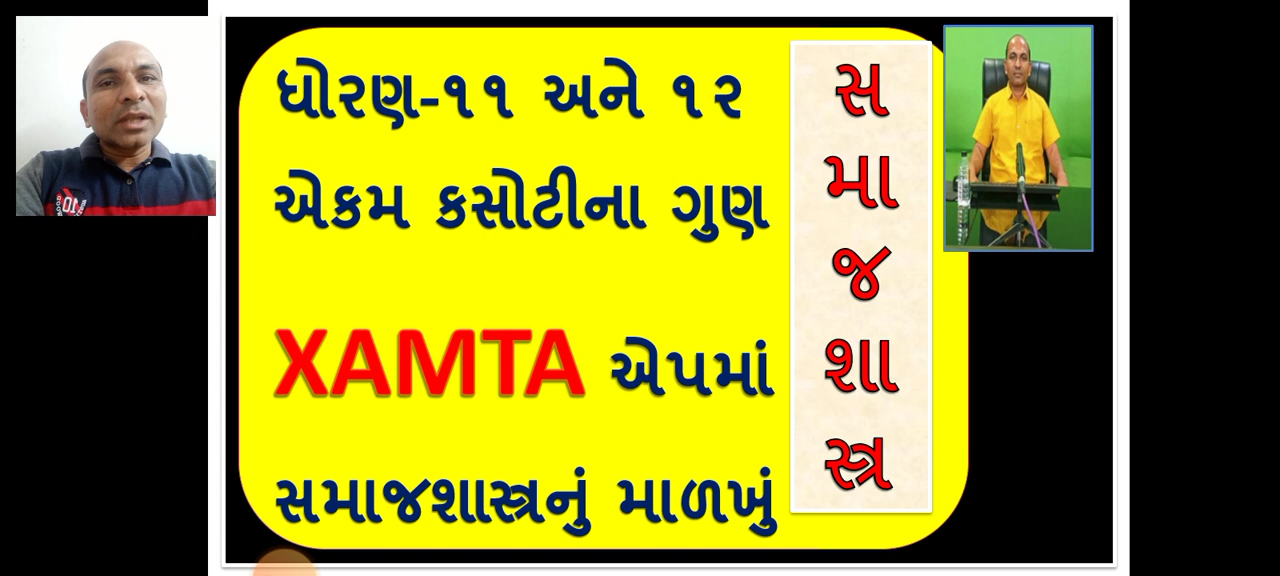 ધોરણ-૧૧ અને ૧૨
એકમ કસોટીના ગુણ
XAMTA એપમાં
સમાજશાસ્ત્રનું માળખું
સ
મા
જ
શા
સ્ત્ર